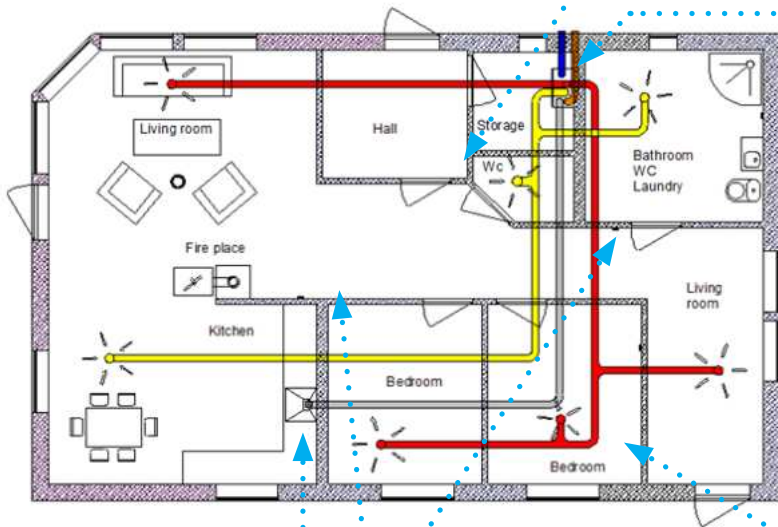 Living room
Hall
Storage
Wc
Bathroom
WC
Laundry
Fire place
Living
room
Kitchen
Bedroom
Bedroom